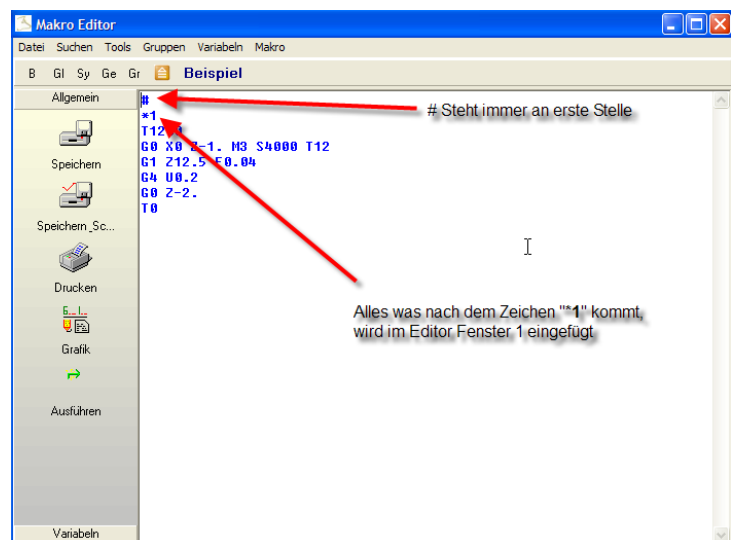 Makro Editor
Datei Suchen Tools Gruppen Variabeln Makro
B Gl Sy Ge Gr Beispiel
Allgemein
Speichern
Speichern_Sc...
Drucken
Grafik
Ausführen
Variabeln
#
*1
G0 X0 Z-1. M3 S4000 T12
G1 Z12.5 F0.04
G4 U0.2
G0 Z-2.
T0
# Steht immer an erste Stelle
Alles was nach dem Zeichen "*1" kommt,
wird im Editor Fenster 1 eingefügt